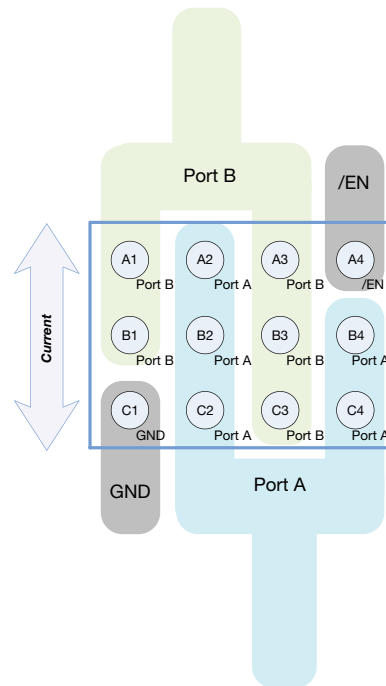 Port B
/EN
A1
A2
A3
A4
Port B
Port A
Port B
/EN
Current
B1
B2
B3
B4
Port B
Port A
Port B
Port A
C1
C2
C3
C4
GND
Port A
Port B
Port A
GND
Port A